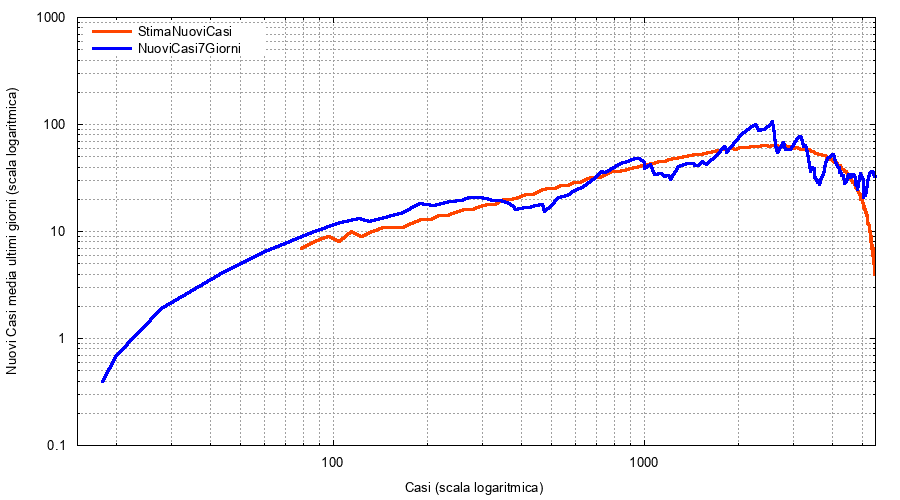 1000
StimaNuoviCasi
NuoviCasi7Giorni
100
10
1
0.1
Nuovi Casi media ultimi giorni (scala logaritmica)
100
1000
Casi (scala logaritmica)